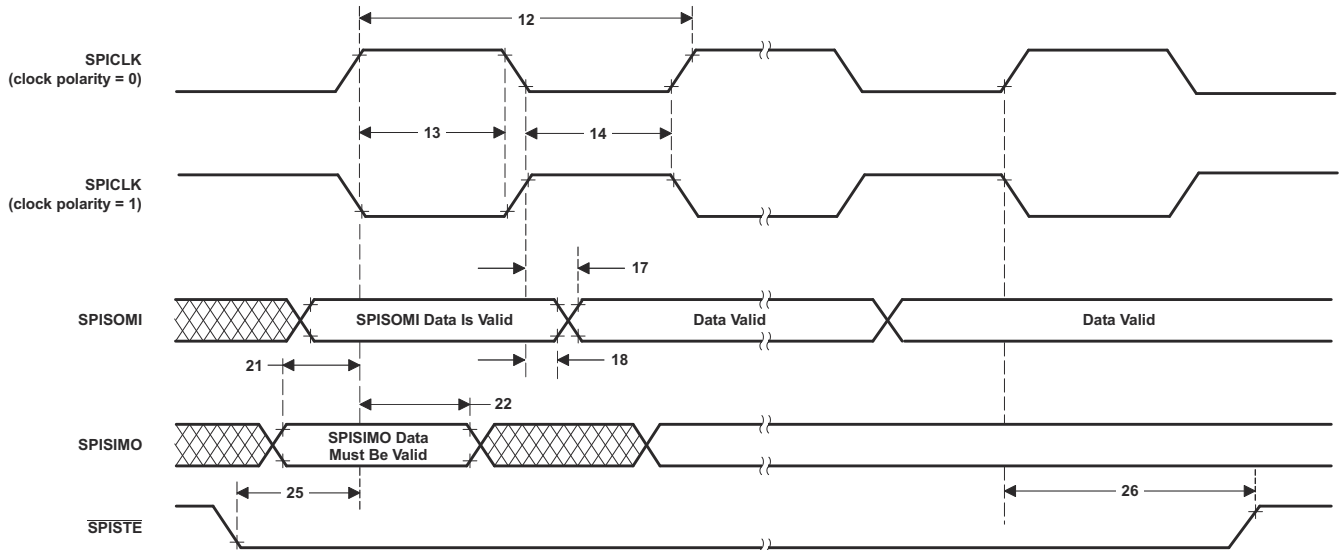 12
SPICLK
(clock polarity = 0)
13
14
SPICLK
(clock polarity = 1)
17
SPISOMI
SPISOMI Data Is Valid
Data Valid
Data Valid
21
18
22
SPISIMO
SPISIMO Data
Must Be Valid
25
26
SPISTE